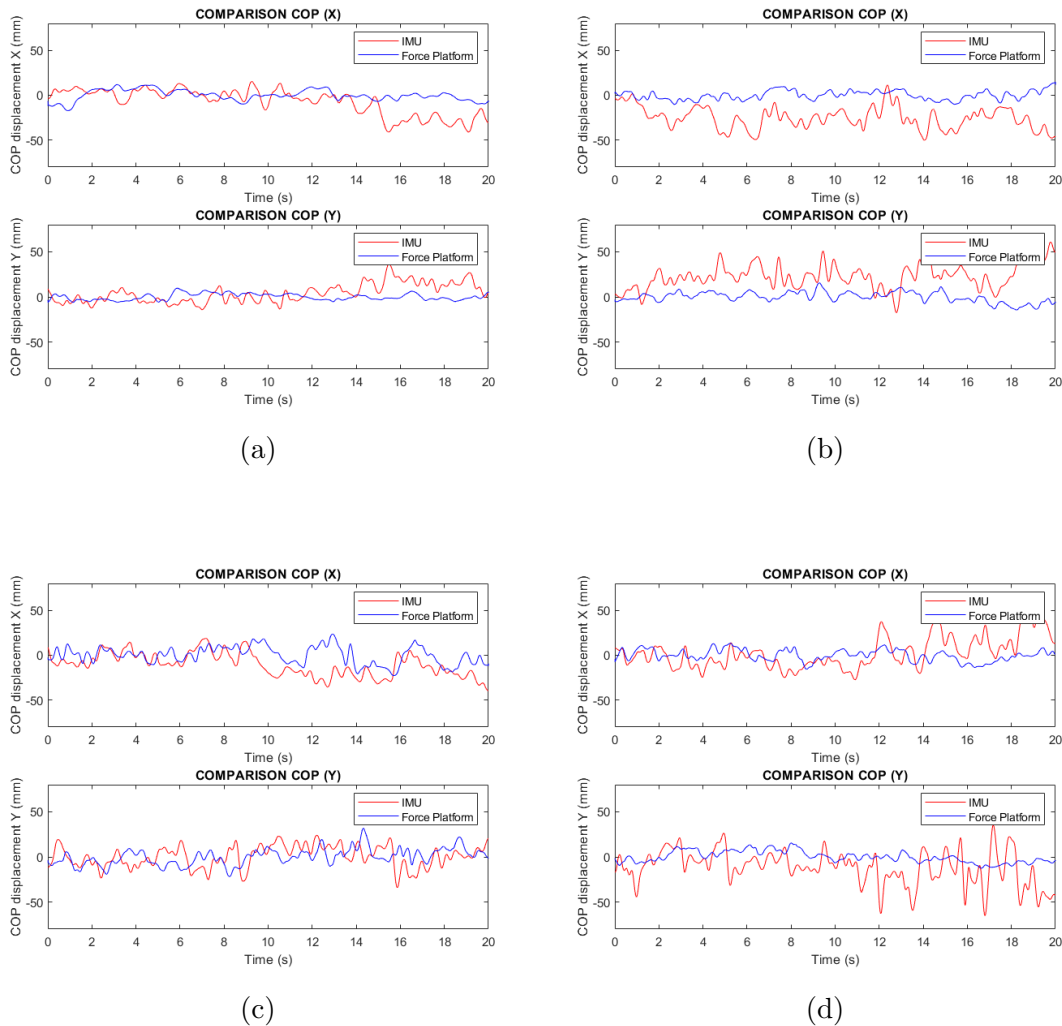 COMPARISON COP (X)
COP displacement X (mm)
50
0
-50
IMU
Force Platform
0 2 4 6 8 10 12 14 16 18 20
Time (s)
COMPARISON COP (Y)
COP displacement Y (mm)
50
0
-50
IMU
Force Platform
0 2 4 6 8 10 12 14 16 18 20
Time (s)
(a)
COMPARISON COP (X)
COP displacement X (mm)
50
0
-50
IMU
Force Platform
0 2 4 6 8 10 12 14 16 18 20
Time (s)
COMPARISON COP (Y)
COP displacement Y (mm)
50
0
-50
IMU
Force Platform
0 2 4 6 8 10 12 14 16 18 20
Time (s)
(b)
COMPARISON COP (X)
COP displacement X (mm)
50
0
-50
IMU
Force Platform
0 2 4 6 8 10 12 14 16 18 20
Time (s)
COMPARISON COP (Y)
COP displacement Y (mm)
50
0
-50
IMU
Force Platform
0 2 4 6 8 10 12 14 16 18 20
Time (s)
(c)
COMPARISON COP (X)
COP displacement X (mm)
50
0
-50
IMU
Force Platform
0 2 4 6 8 10 12 14 16 18 20
Time (s)
COMPARISON COP (Y)
COP displacement Y (mm)
50
0
-50
IMU
Force Platform
0 2 4 6 8 10 12 14 16 18 20
Time (s)
(d)